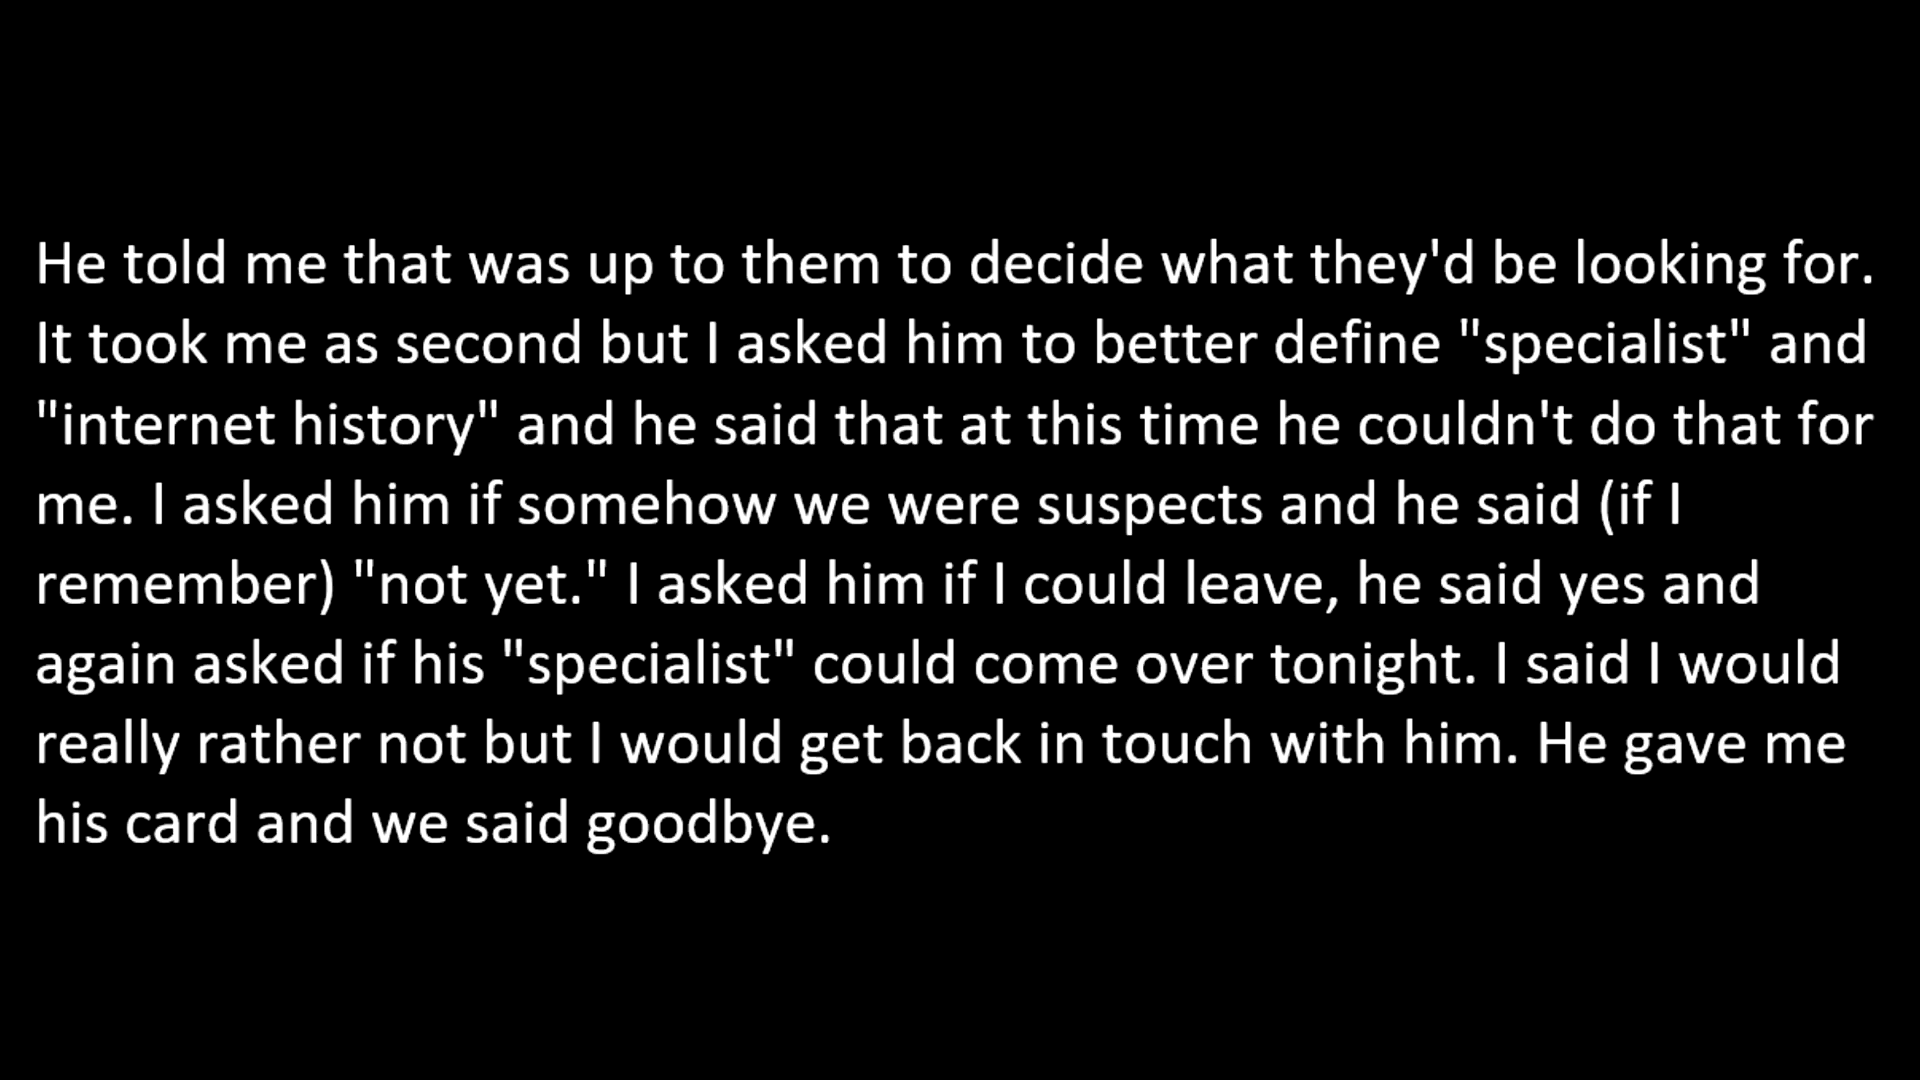 He told me that was up to them to decide what they'd be looking for.
It took me as second but I asked him to better define "specialist" and
"internet history" and he said that at this time he couldn't do that for
me. I asked him if somehow we were suspects and he said (if I
remember) "not yet." I asked him if I could leave, he said yes and
again asked if his "specialist" could come over tonight. I said I would
really rather not but I would get back in touch with him. He gave me
his card and we said goodbye.